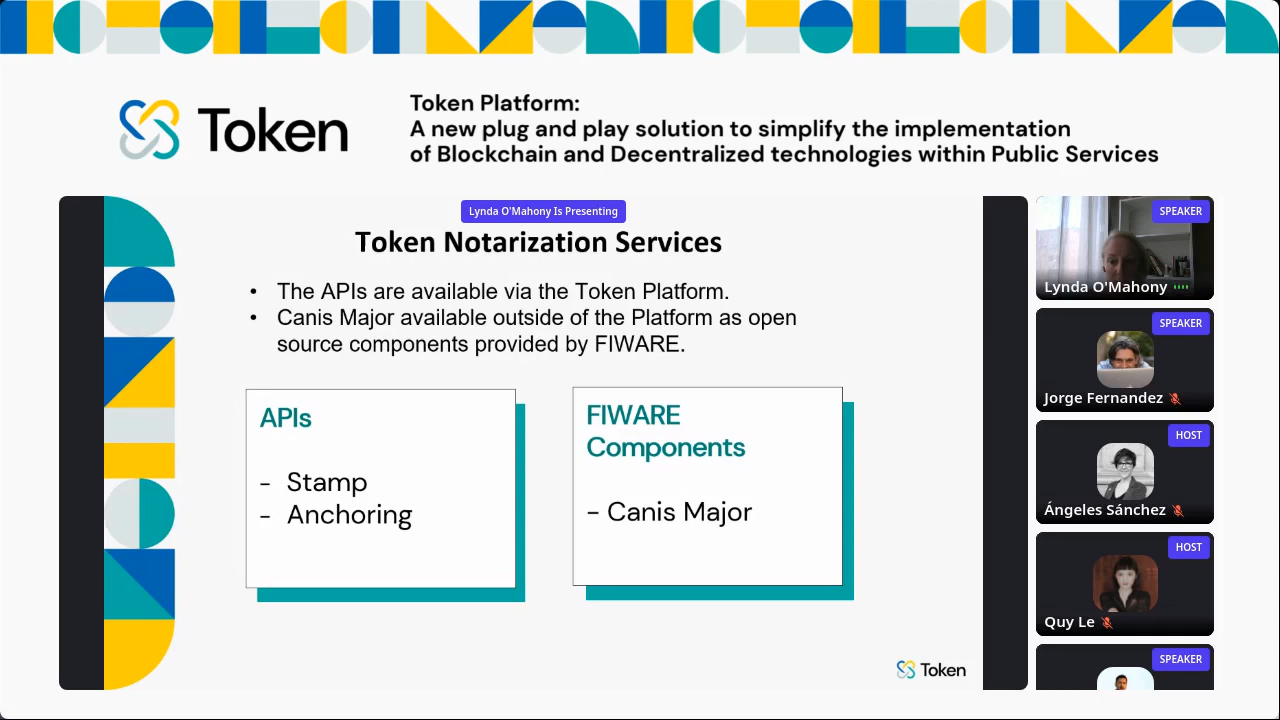 Token
Token Platform:
A new plug and play solution to simplify the implementation
of Blockchain and Decentralized technologies within Public Services
Lynda O'Mahony Is Presenting
Token Notarization Services
• The APIs are available via the Token Platform.
• Canis Major available outside of the Platform as open
source components provided by FIWARE.
APIs
- Stamp
- Anchoring
FIWARE
Components
- Canis Major
Token
SPEAKER
Lynda O'Mahony
SPEAKER
Jorge Fernandez
HOST
Ángeles Sánchez
HOST
Quy Le
SPEAKER